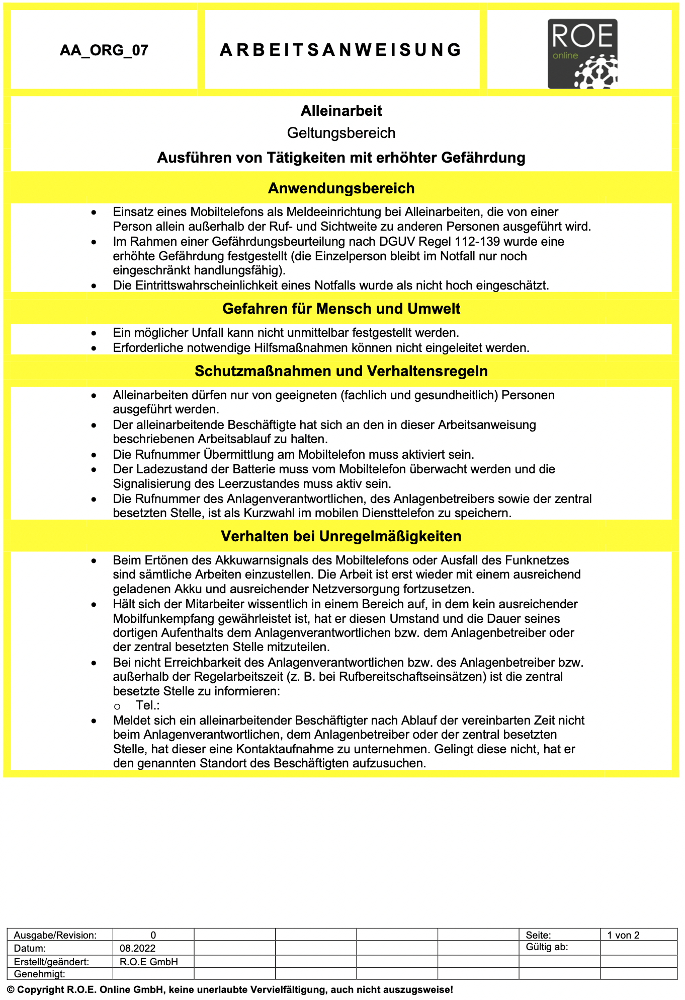 AA_ORG_07
ARBEITSANWEISUNG
ROE
online
Alleinarbeit
Geltungsbereich
Ausführen von Tätigkeiten mit erhöhter Gefährdung
Anwendungsbereich
• Einsatz eines Mobiltelefons als Meldeeinrichtung bei Alleinarbeiten, die von einer
Person allein außerhalb der Ruf- und Sichtweite zu anderen Personen ausgeführt wird.
• Im Rahmen einer Gefährdungsbeurteilung nach DGUV Regel 112-139 wurde eine
erhöhte Gefährdung festgestellt (die Einzelperson bleibt im Notfall nur noch
eingeschränkt handlungsfähig).
• Die Eintrittswahrscheinlichkeit eines Notfalls wurde als nicht hoch eingeschätzt.
Gefahren für Mensch und Umwelt
• Ein möglicher Unfall kann nicht unmittelbar festgestellt werden.
• Erforderliche notwendige Hilfsmaßnahmen können nicht eingeleitet werden.
Schutzmaßnahmen und Verhaltensregeln
• Alleinarbeiten dürfen nur von geeigneten (fachlich und gesundheitlich) Personen
ausgeführt werden.
• Der alleinarbeitende Beschäftigte hat sich an den in dieser Arbeitsanweisung
beschriebenen Arbeitsablauf zu halten.
• Die Rufnummer Übermittlung am Mobiltelefon muss aktiviert sein.
• Der Ladezustand der Batterie muss vom Mobiltelefon überwacht werden und die
Signalisierung des Leerzustandes muss aktiv sein.
• Die Rufnummer des Anlagenverantwortlichen, des Anlagenbetreibers sowie der zentral
besetzten Stelle, ist als Kurzwahl im mobilen Diensttelefon zu speichern.
Verhalten bei Unregelmäßigkeiten
• Beim Ertönen des Akkuwarnsignals des Mobiltelefons oder Ausfall des Funknetzes
sind sämtliche Arbeiten einzustellen. Die Arbeit ist erst wieder mit einem ausreichend
geladenen Akku und ausreichender Netzversorgung fortzusetzen.
• Hält sich der Mitarbeiter wissentlich in einem Bereich auf, in dem kein ausreichender
Mobilfunkempfang gewährleistet ist, hat er diesen Umstand und die Dauer seines
dortigen Aufenthalts dem Anlagenverantwortlichen bzw. dem Anlagenbetreiber oder
der zentral besetzten Stelle mitzuteilen.
• Bei nicht Erreichbarkeit des Anlagenverantwortlichen bzw. des Anlagenbetreiber bzw.
außerhalb der Regelarbeitszeit (z. B. bei Rufbereitschaftseinsätzen) ist die zentral
besetzte Stelle zu informieren:
o Tel.:
• Meldet sich ein alleinarbeitender Beschäftigter nach Ablauf der vereinbarten Zeit nicht
beim Anlagenverantwortlichen, dem Anlagenbetreiber oder der zentral besetzten
Stelle, hat dieser eine Kontaktaufnahme zu unternehmen. Gelingt diese nicht, hat er
den genannten Standort des Beschäftigten aufzusuchen.
Ausgabe/Revision: 0 Seite: 1 von 2
Datum: 08.2022 Gültig ab:
Erstellt/geändert: R.O.E GmbH
Genehmigt:
© Copyright R.O.E. Online GmbH, keine unerlaubte Vervielfältigung, auch nicht auszugsweise!